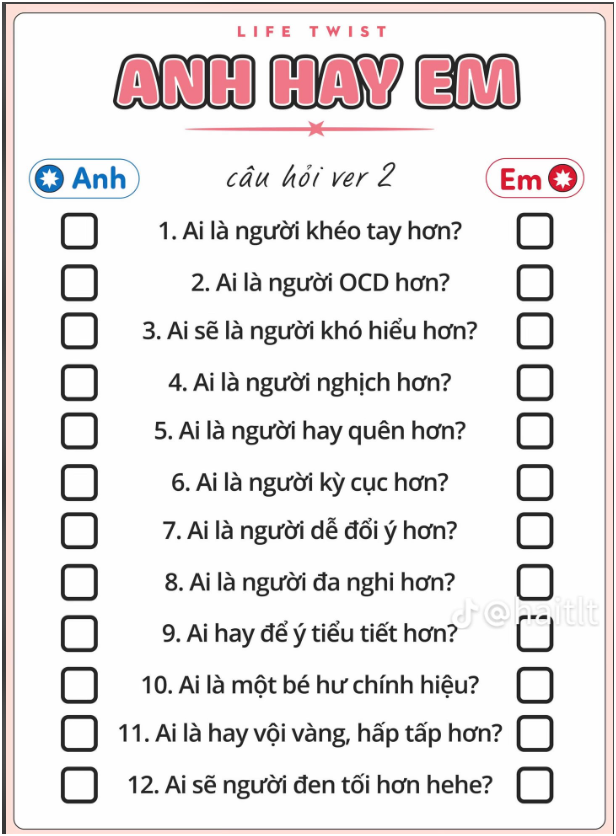 LIFE TWIST
ANH HAY EM
Anh câu hỏi ver 2 Em
1. Ai là người khéo tay hơn?
2. Ai là người OCD hơn?
3. Ai sẽ là người khó hiểu hơn?
4. Ai là người nghịch hơn?
5. Ai là người hay quên hơn?
6. Ai là người kỳ cục hơn?
7. Ai là người dễ đổi ý hơn?
8. Ai là người đa nghi hơn?
@haitlt
9. Ai hay để ý tiểu tiết hơn?
10. Ai là một bé hư chính hiệu?
11. Ai là hay vội vàng, hấp tấp hơn?
12. Ai sẽ người đen tối hơn hehe?